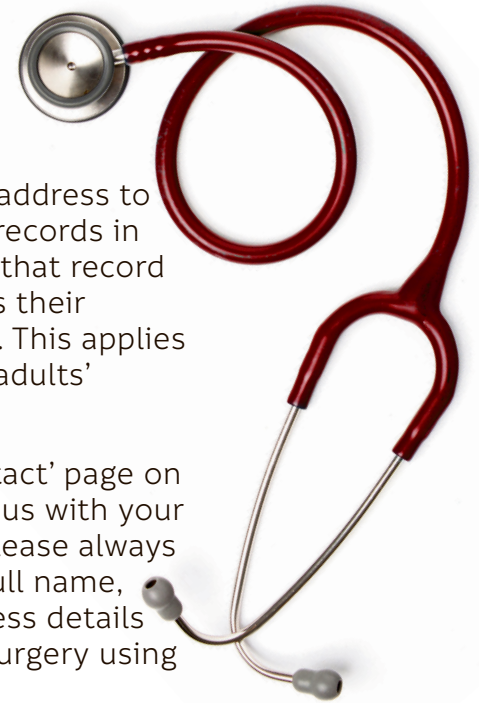 address to
records in
that record
s their
. This applies
adults’
tact’ page on
us with your
lease always
ull name,
ess details
urgery using